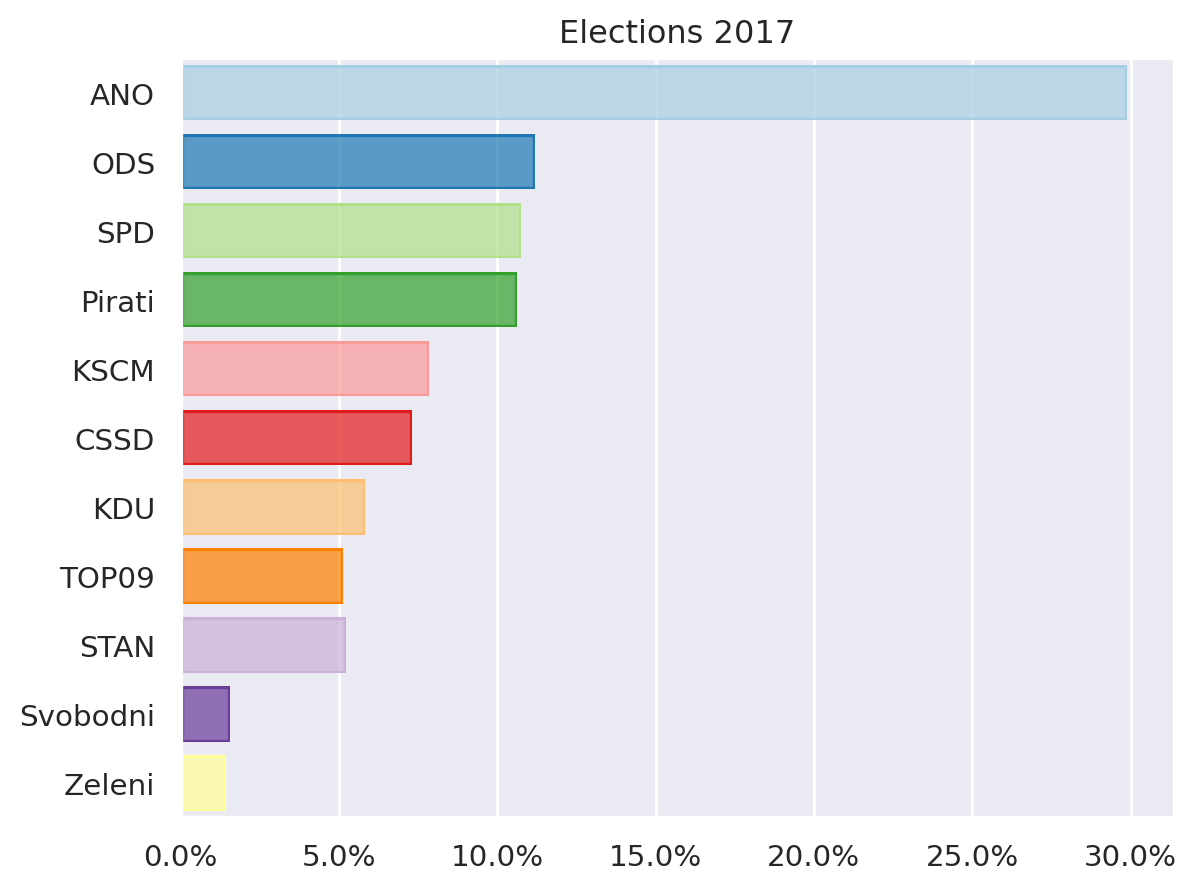 Elections 2017
ANO
ODS
SPD
Pirati
KSCM
CSSD
KDU
TOP09
STAN
Svobodni
Zeleni
0.0% 5.0% 10.0% 15.0% 20.0% 25.0% 30.0%